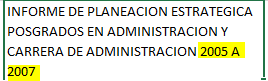 INFORME DE PLANEACION ESTRATEGICA
POSGRADOS EN ADMINISTRACION Y
CARRERA DE ADMINISTRACION 2005 A
2007